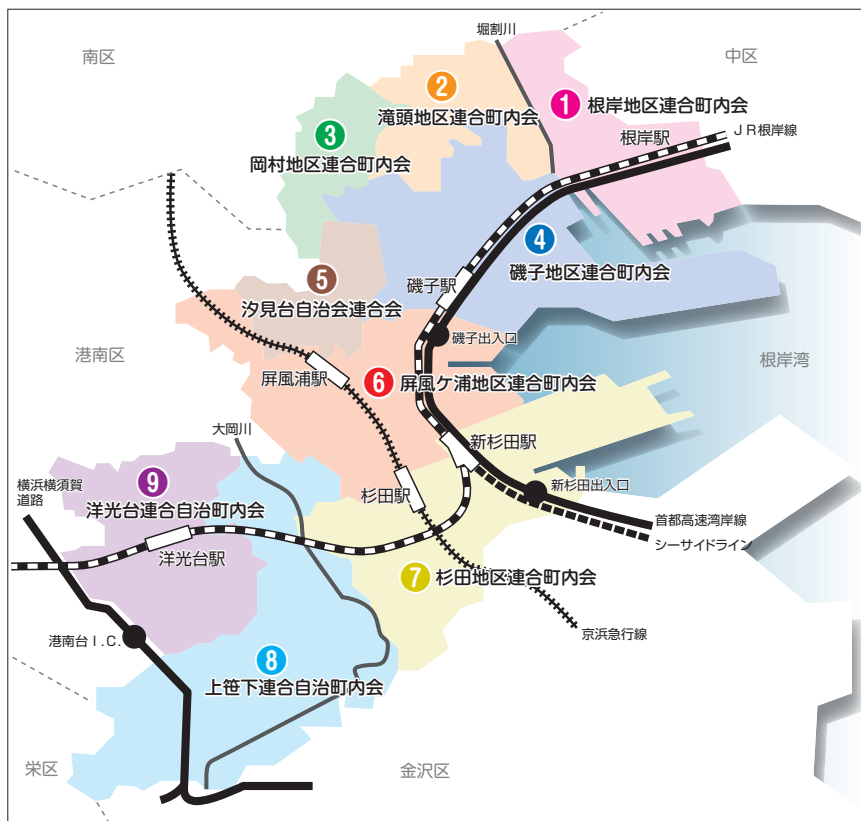 堀割川
南区
中区
2
滝頭地区連合町内会
1
根岸地区連合町内会
根岸駅
JR根岸線
3
岡村地区連合町内会
4
磯子地区連合町内会
磯子駅
5
汐見台自治会連合会
磯子出入口
港南区
根岸湾
屏風浦駅
6
屏風ケ浦地区連合町内会
大岡川
新杉田駅
横浜横須賀
道路
9
洋光台連合自治町内会
杉田駅
新杉田出入口
首都高速湾岸線
シーサイドライン
洋光台駅
7
杉田地区連合町内会
京浜急行線
港南台I.C.
8
上笹下連合自治町内会
栄区
金沢区